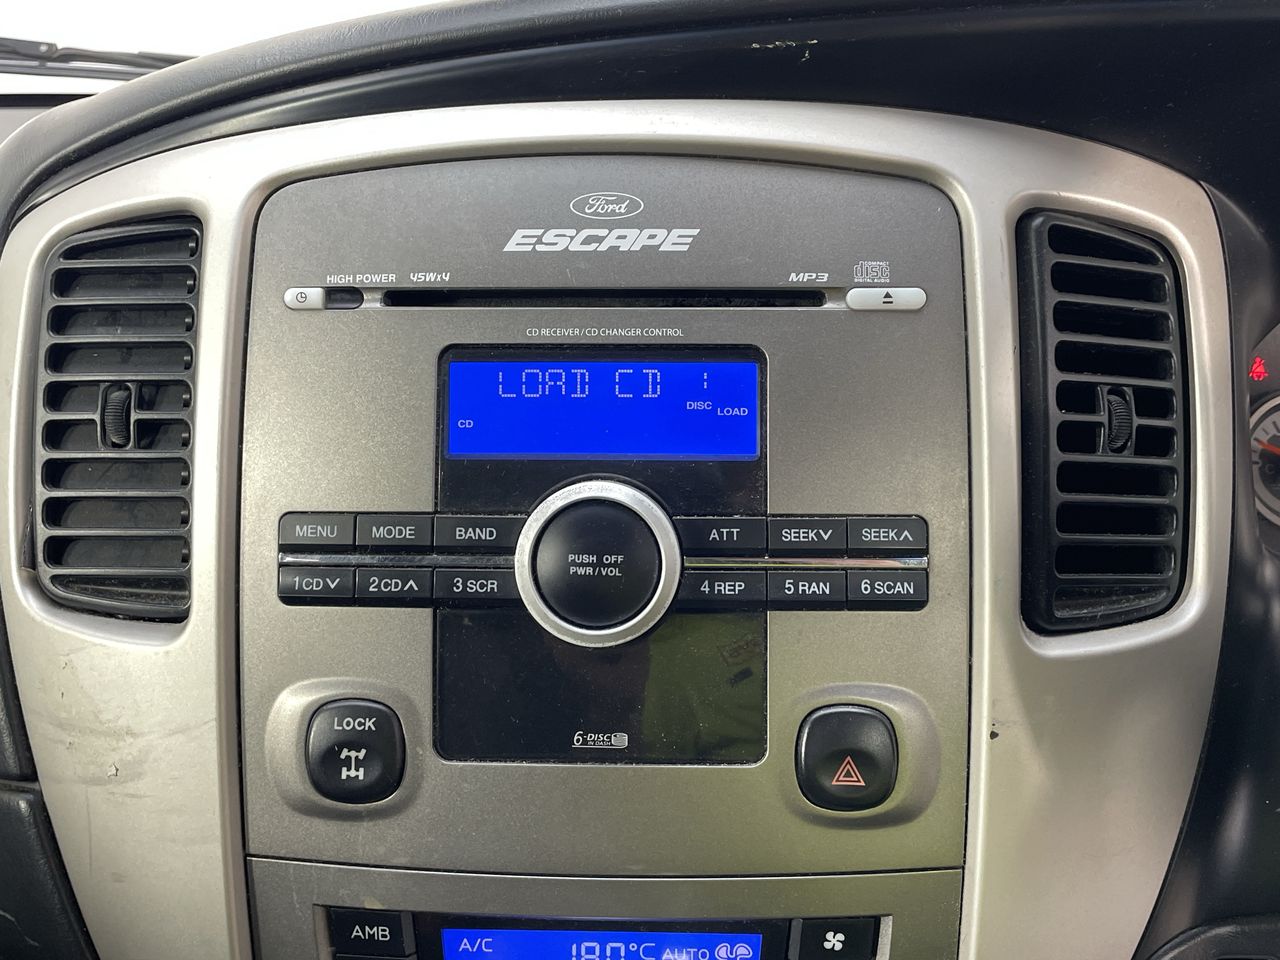 Ford
ESCAPE
HIGH POWER 45Wx4
MP3
COMPACT
disc
DIGITAL AUDIO
CD RECEIVER/CD CHANGER CONTROL
LOAD CD 1
DISC LOAD
CD
MENU MODE BAND
ATT SEEK SEEK
PUSH OFF
PWR/VOL
1 CD 2 CD 3 SCR
4 REP 5 RAN 6 SCAN
LOCK
6-DISC
IN DASH
AMB
A/C 18.0°C AUTO